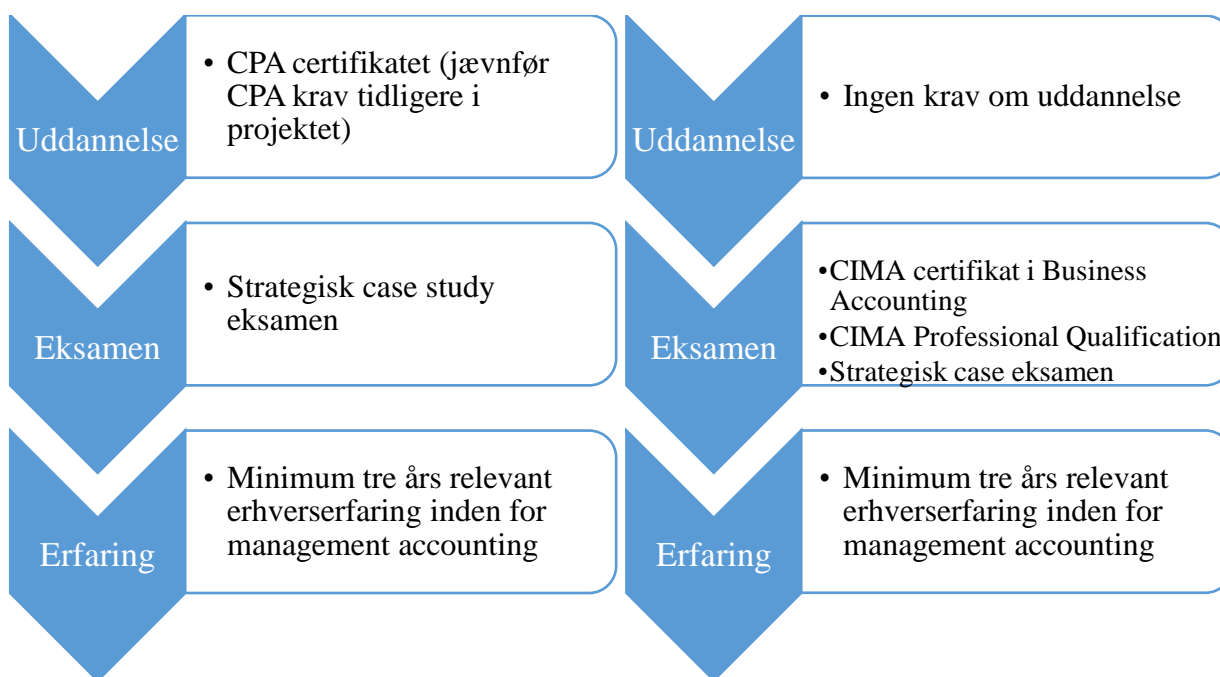 Uddannelse
• CPA certifikatet (jævnfør
CPA krav tidligere i
projektet)
Eksamen
• Strategisk case study
eksamen
Erfaring
• Minimum tre års relevant
erhverserfaring inden for
management accounting
Uddannelse
• Ingen krav om uddannelse
Eksamen
•CIMA certifikat i Business
Accounting
•CIMA Professional Qualification
•Strategisk case eksamen
Erfaring
• Minimum tre års relevant
erhverserfaring inden for
management accounting